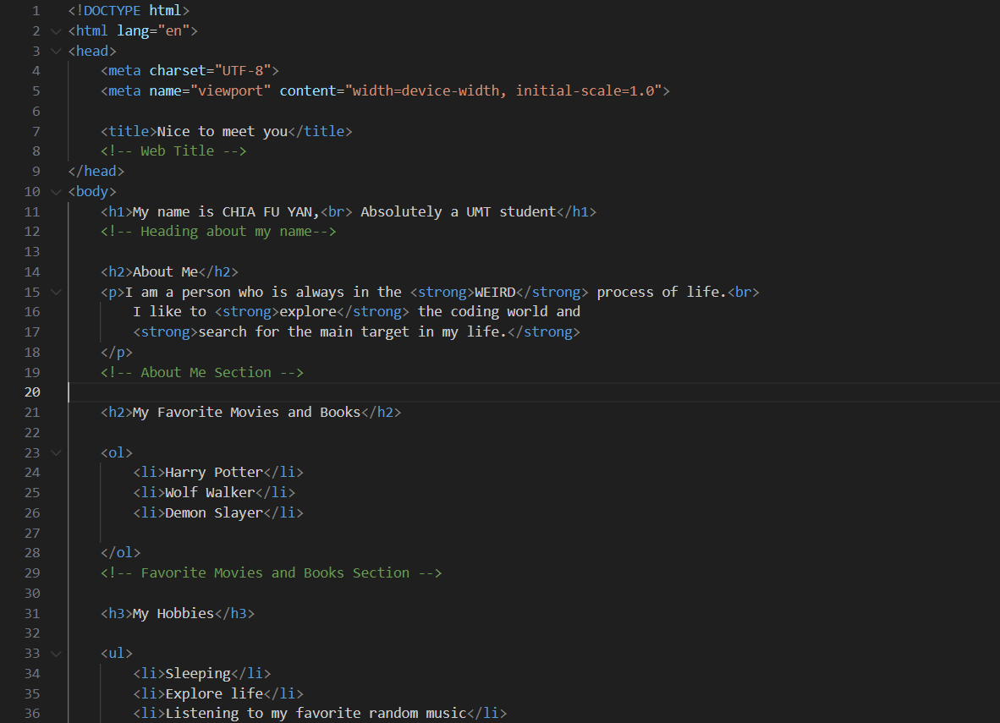 1 <!DOCTYPE html>
2 <html lang="en">
3 <head>
4     <meta charset="UTF-8">
5     <meta name="viewport" content="width=device-width, initial-scale=1.0">
6
7     <title>Nice to meet you</title>
8     <!-- Web Title -->
9 </head>
10 <body>
11     <h1>My name is CHIA FU YAN,<br> Absolutely a UMT student</h1>
12     <!-- Heading about my name-->
13
14     <h2>About Me</h2>
15     <p>I am a person who is always in the <strong>WEIRD</strong> process of life.<br>
16         I like to <strong>explore</strong> the coding world and
17         <strong>search for the main target in my life.</strong>
18     </p>
19     <!-- About Me Section -->
20
21     <h2>My Favorite Movies and Books</h2>
22
23     <ol>
24         <li>Harry Potter</li>
25         <li>Wolf Walker</li>
26         <li>Demon Slayer</li>
27
28     </ol>
29     <!-- Favorite Movies and Books Section -->
30
31     <h3>My Hobbies</h3>
32
33     <ul>
34         <li>Sleeping</li>
35         <li>Explore life</li>
36         <li>Listening to my favorite random music</li>